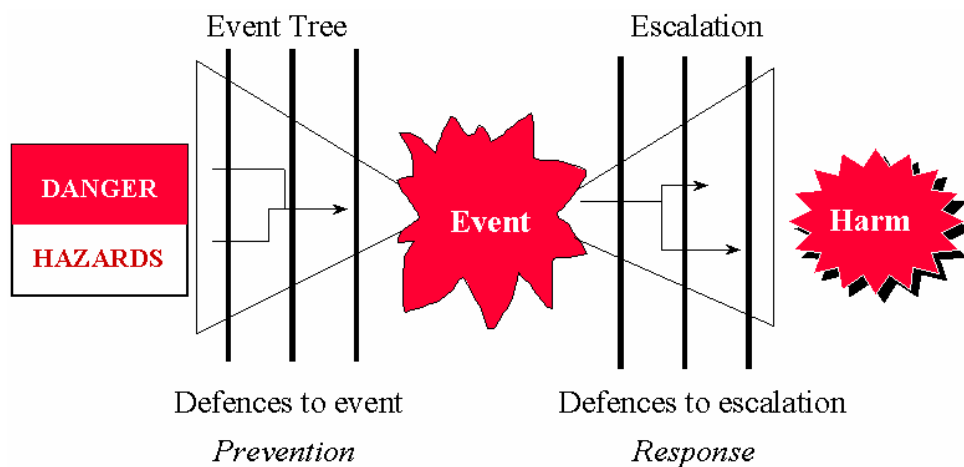 Event Tree
Escalation
DANGER
HAZARDS
Event
Harm
Defences to event
Defences to escalation
Prevention
Response